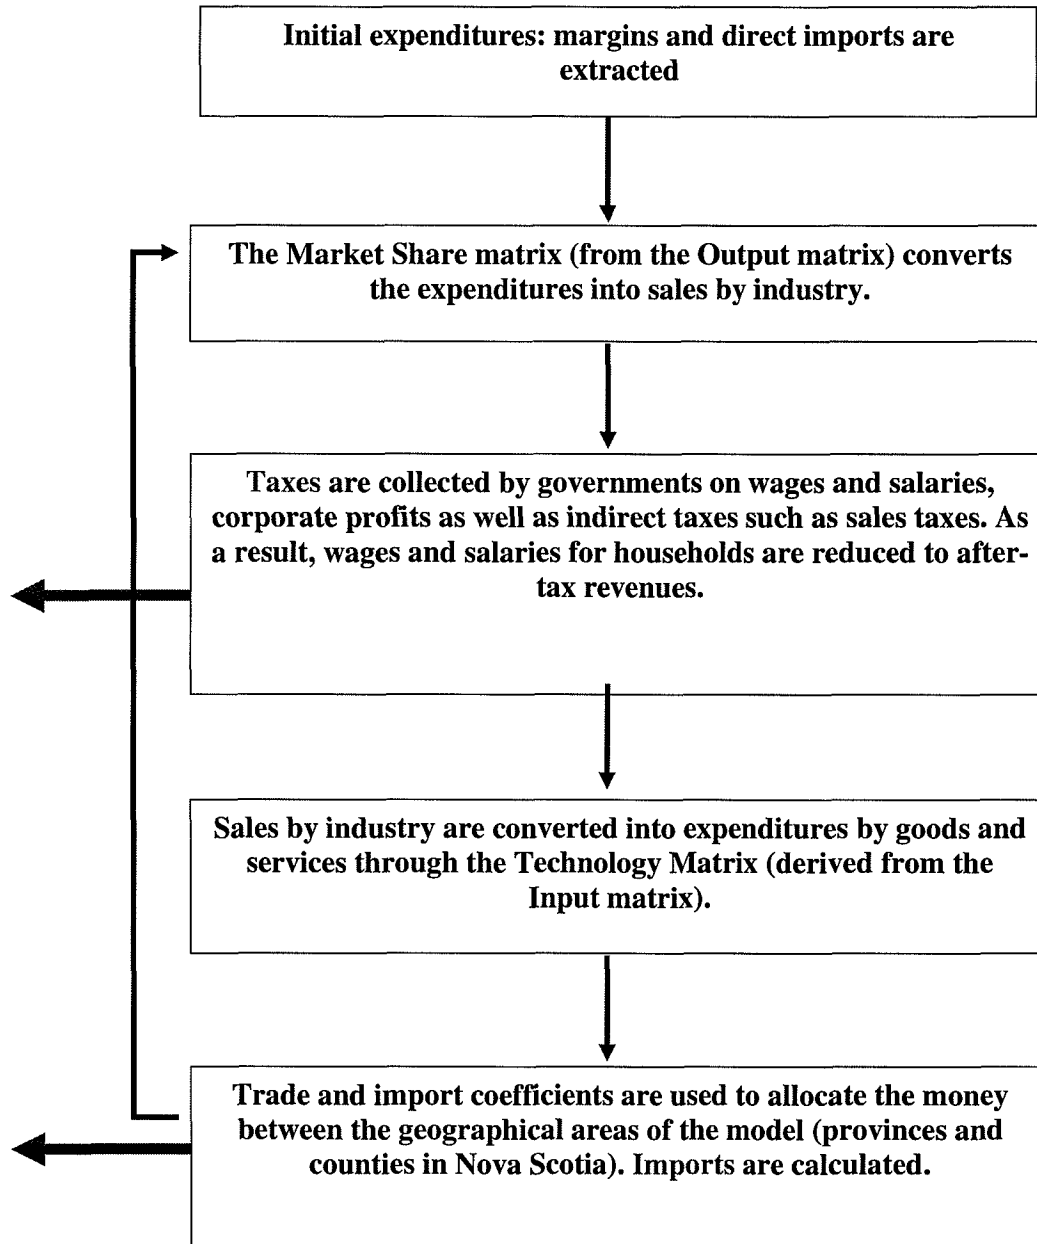 Initial expenditures: margins and direct imports are
extracted
The Market Share matrix (from the Output matrix) converts
the expenditures into sales by industry.
Taxes are collected by governments on wages and salaries,
corporate profits as well as indirect taxes such as sales taxes. As
a result, wages and salaries for households are reduced to after-
tax revenues.
Sales by industry are converted into expenditures by goods and
services through the Technology Matrix (derived from the
Input matrix).
Trade and import coefficients are used to allocate the money
between the geographical areas of the model (provinces and
counties in Nova Scotia). Imports are calculated.